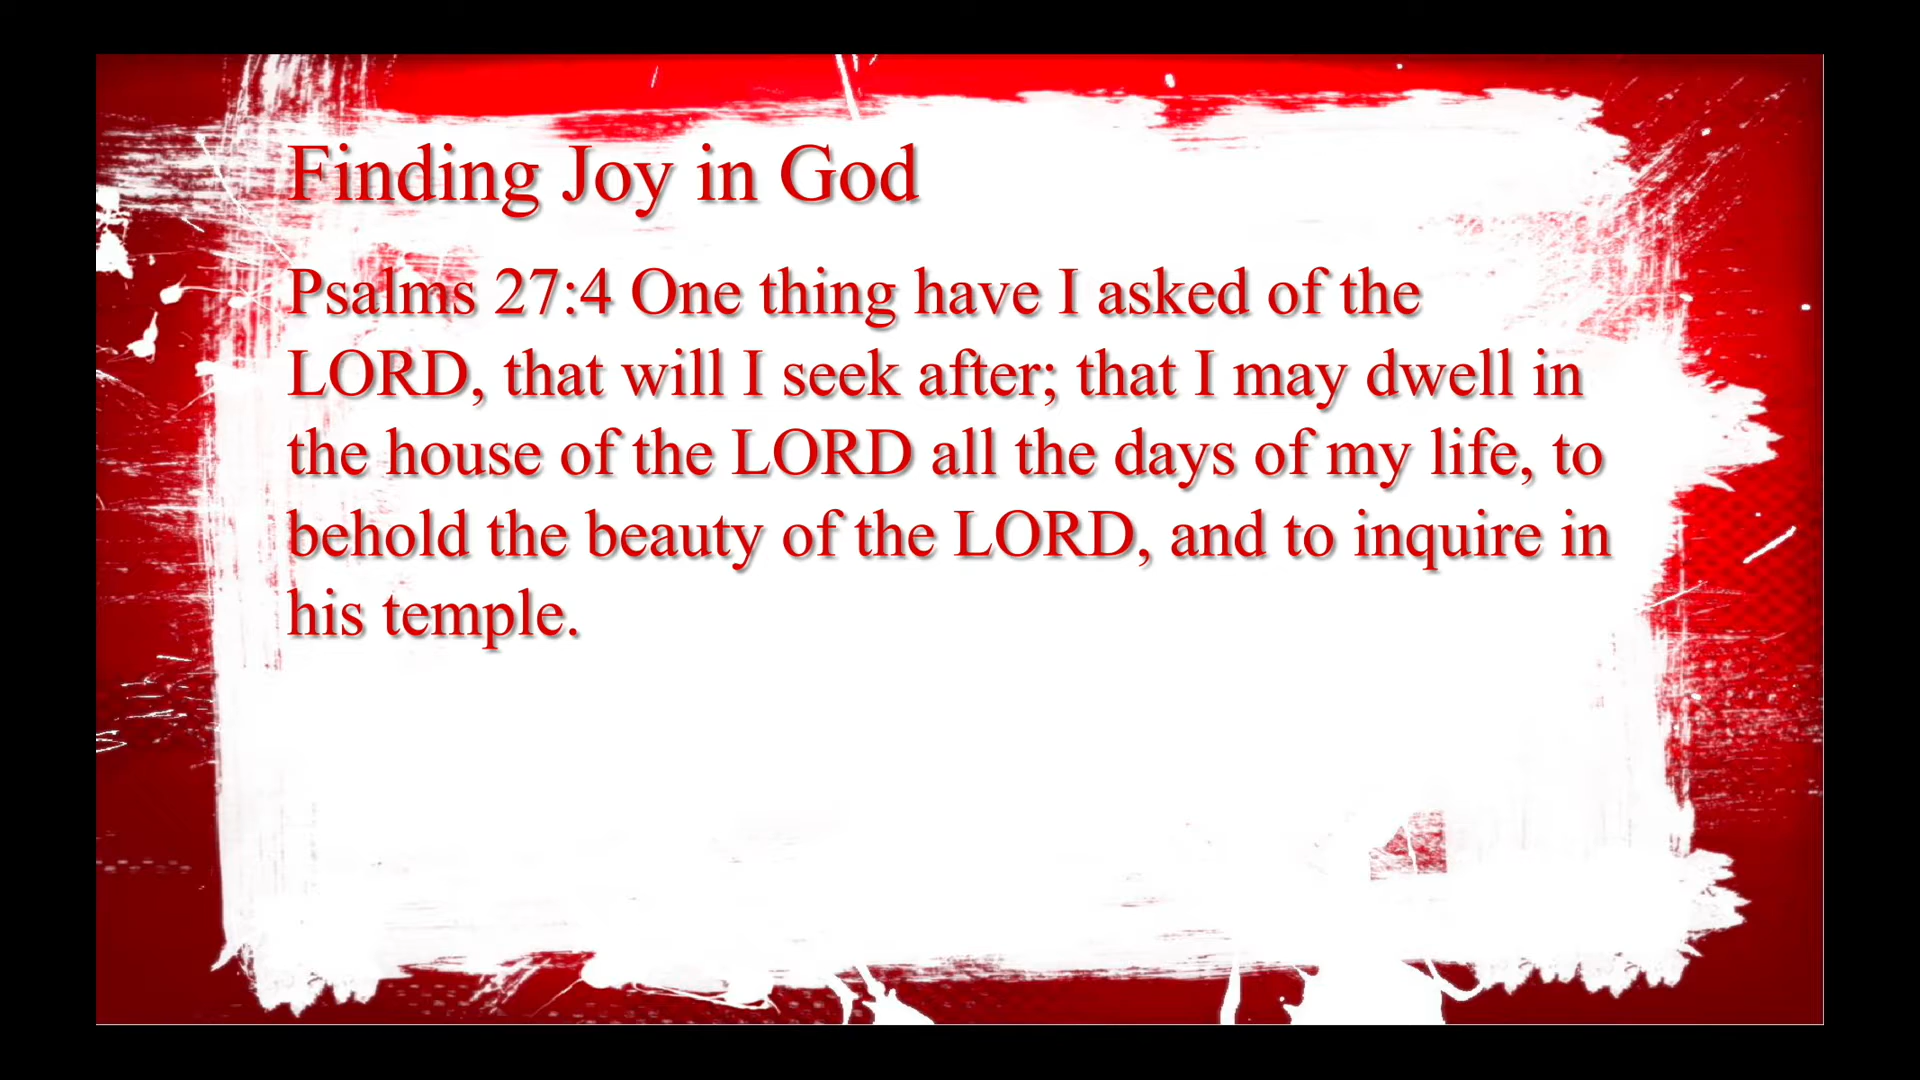 Finding Joy in God
Psalms 27:4 One thing have I asked of the
LORD, that will I seek after; that I may dwell in
the house of the LORD all the days of my life, to
behold the beauty of the LORD, and to inquire in
his temple.